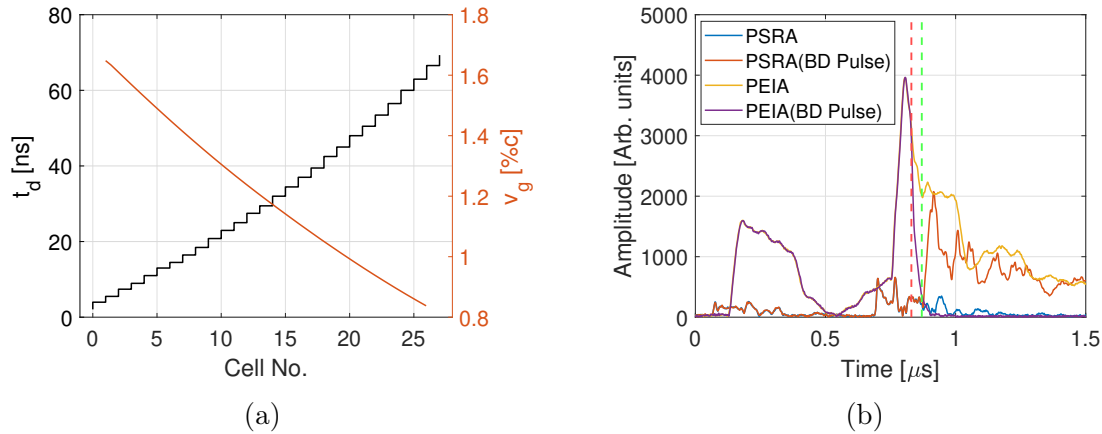 80
60
40
20
0
t_d [ns]
1.8
1.6
1.4
1.2
1
0.8
v_g [%c]
0 5 10 15 20 25
Cell No.
(a)
5000
4000
3000
2000
1000
0
Amplitude [Arb. units]
PSRA
PSRA(BD Pulse)
PEIA
PEIA(BD Pulse)
0 0.5 1 1.5
Time [μs]
(b)